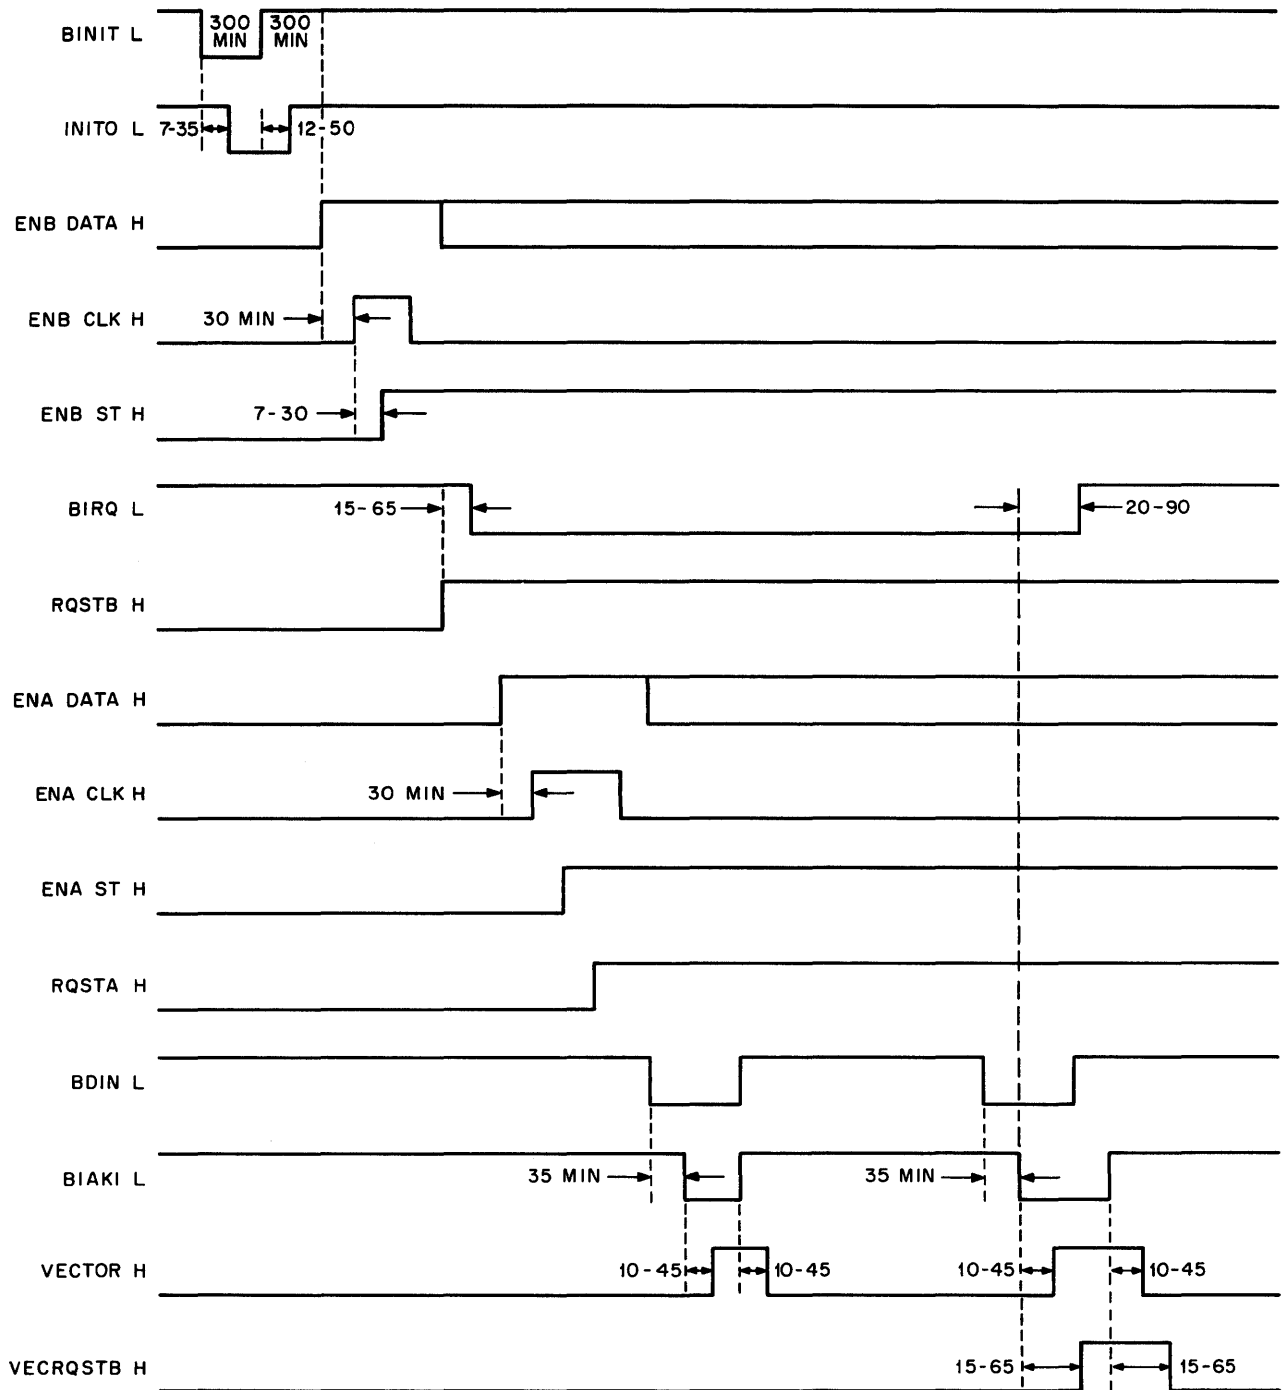 BINIT L
300 MIN
300 MIN
INITO L
7-35
12-50
ENB DATA H
ENB CLK H
30 MIN
ENB ST H
7-30
BIRQ L
15-65
20-90
RQSTB H
ENA DATA H
ENA CLK H
30 MIN
ENA ST H
RQSTA H
BDIN L
BIAKI L
35 MIN
35 MIN
VECTOR H
10-45
10-45
10-45
10-45
VECRQSTB H
15-65
15-65